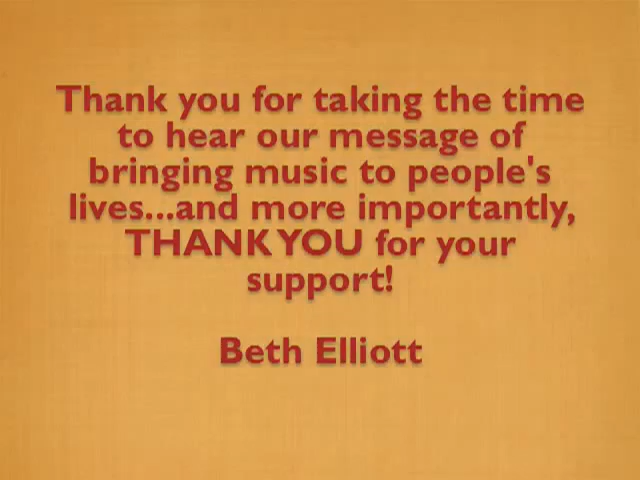 Thank you for taking the time
to hear our message of
bringing music to people's
lives...and more importantly,
THANK YOU for your
support!
Beth Elliott